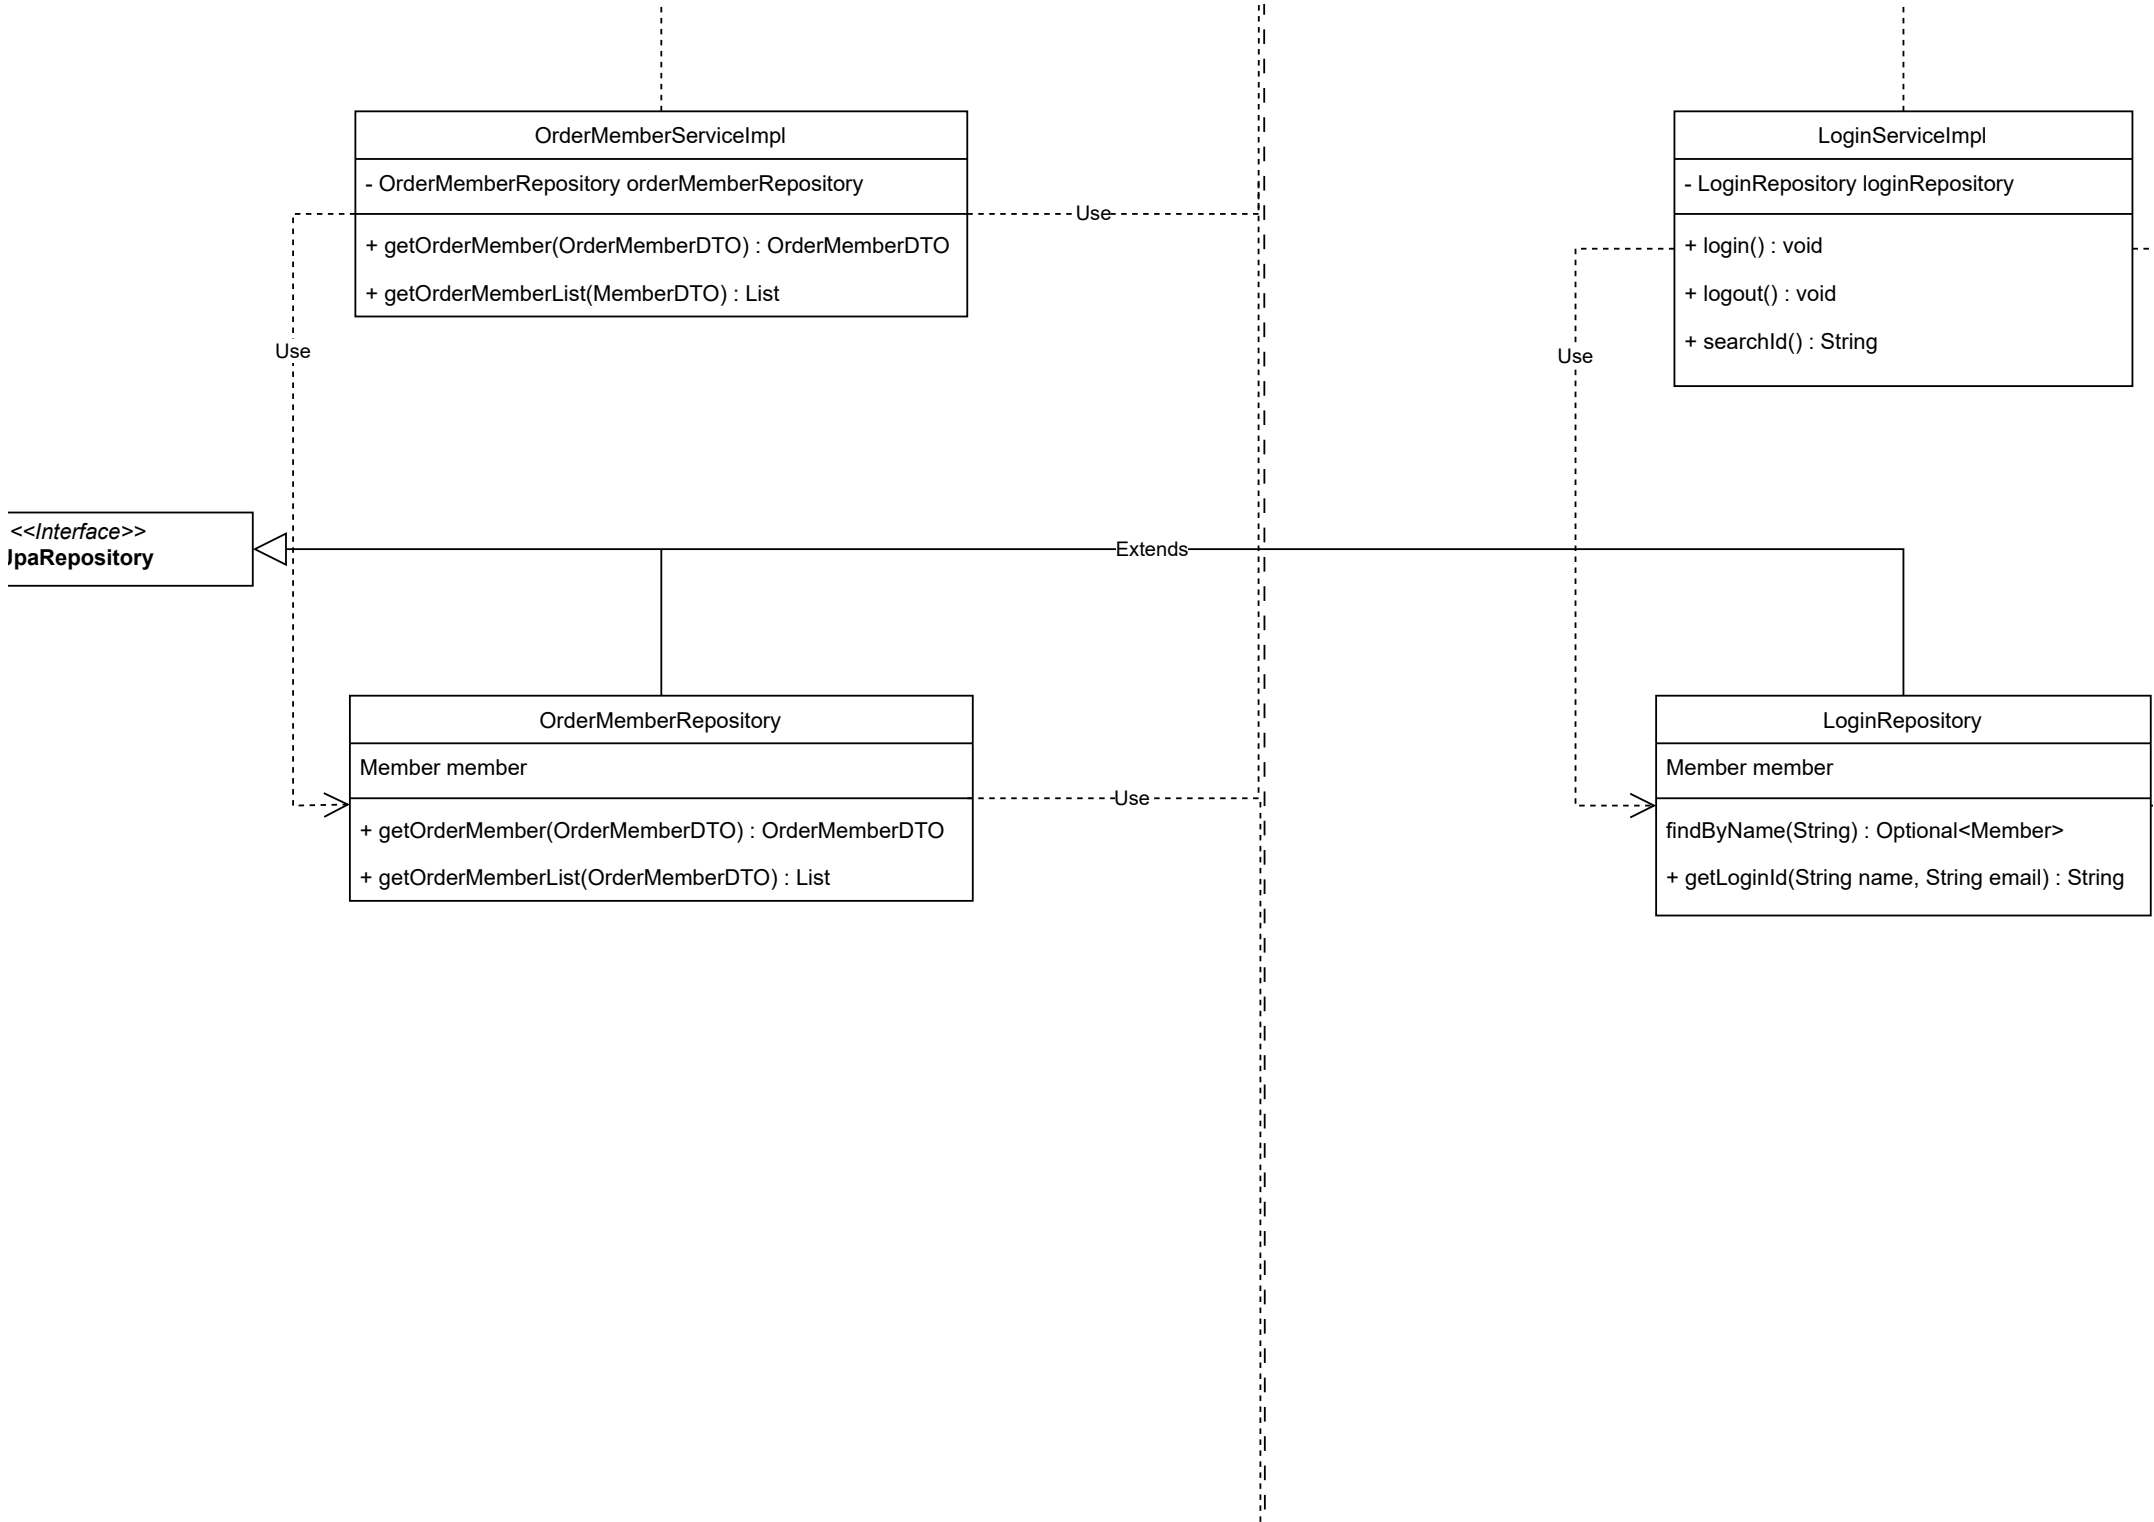 OrderMemberServiceImpl
- OrderMemberRepository orderMemberRepository
+ getOrderMember(OrderMemberDTO) : OrderMemberDTO
+ getOrderMemberList(MemberDTO) : List
Use
Use
LoginServiceImpl
- LoginRepository loginRepository
+ login() : void
+ logout() : void
+ searchId() : String
Use
<<Interface>>
JpaRepository
Extends
OrderMemberRepository
Member member
+ getOrderMember(OrderMemberDTO) : OrderMemberDTO
+ getOrderMemberList(OrderMemberDTO) : List
Use
LoginRepository
Member member
findByName(String) : Optional<Member>
+ getLoginId(String name, String email) : String